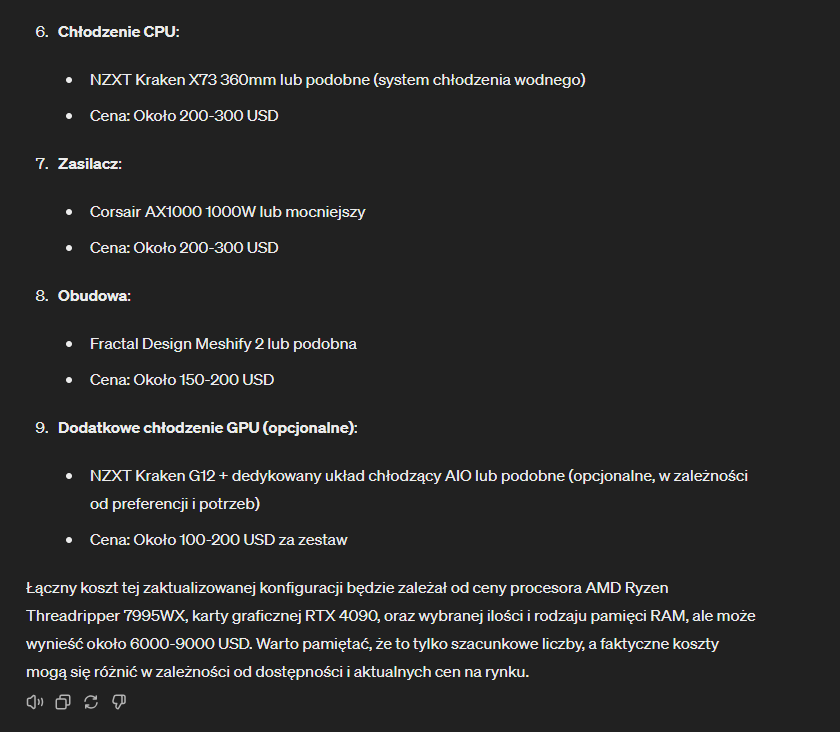 6. Chłodzenie CPU:
• NZXT Kraken X73 360mm lub podobne (system chłodzenia wodnego)
• Cena: Około 200-300 USD
7. Zasilacz:
• Corsair AX1000 1000W lub mocniejszy
• Cena: Około 200-300 USD
8. Obudowa:
• Fractal Design Meshify 2 lub podobna
• Cena: Około 150-200 USD
9. Dodatkowe chłodzenie GPU (opcjonalne):
• NZXT Kraken G12 + dedykowany układ chłodzący AIO lub podobne (opcjonalne, w zależności
od preferencji i potrzeb)
• Cena: Około 100-200 USD za zestaw
Łączny koszt tej zaktualizowanej konfiguracji będzie zależał od ceny procesora AMD Ryzen
Threadripper 7995WX, karty graficznej RTX 4090, oraz wybranej ilości i rodzaju pamięci RAM, ale może
wynieść około 6000-9000 USD. Warto pamiętać, że to tylko szacunkowe liczby, a faktyczne koszty
mogą się różnić w zależności od dostępności i aktualnych cen na rynku.